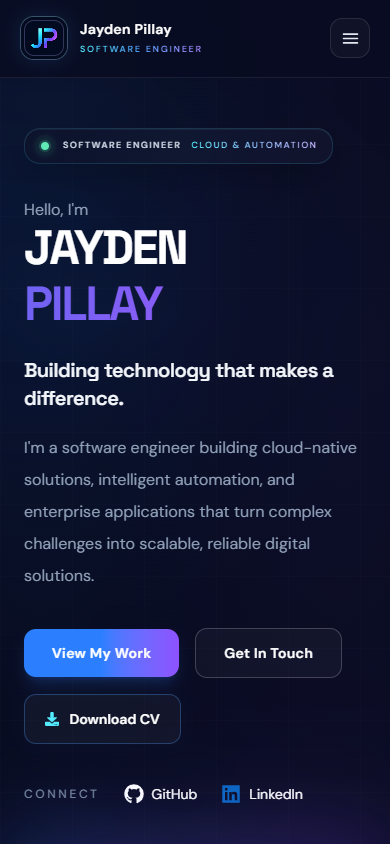 JP
Jayden Pillay
SOFTWARE ENGINEER
SOFTWARE ENGINEER CLOUD & AUTOMATION
Hello, I'm
JAYDEN
PILLAY
Building technology that makes a
difference.
I'm a software engineer building cloud-native
solutions, intelligent automation, and
enterprise applications that turn complex
challenges into scalable, reliable digital
solutions.
View My Work
Get In Touch
Download CV
CONNECT GitHub LinkedIn